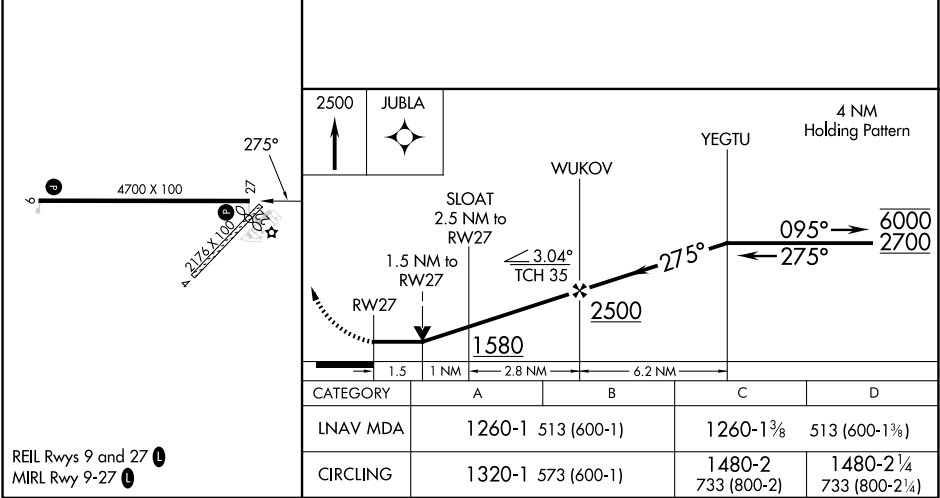 275°
P
4700 X 100
27
9
P
22
2176 X 100
4
REIL Rwys 9 and 27 L
MIRL Rwy 9-27 L
2500
JUBLA
4 NM
Holding Pattern
YEGTU
WUKOV
SLOAT
2.5 NM to
RW27
1.5 NM to
RW27
RW27
3.04°
TCH 35
275°
095°
275°
6000
2700
2500
1580
1.5
1 NM
2.8 NM
6.2 NM
CATEGORY A B C D
LNAV MDA 1260-1 513 (600-1) 1260-1⅜ 513 (600-1⅜)
CIRCLING 1320-1 573 (600-1) 1480-2 733 (800-2) 1480-2¼ 733 (800-2¼)